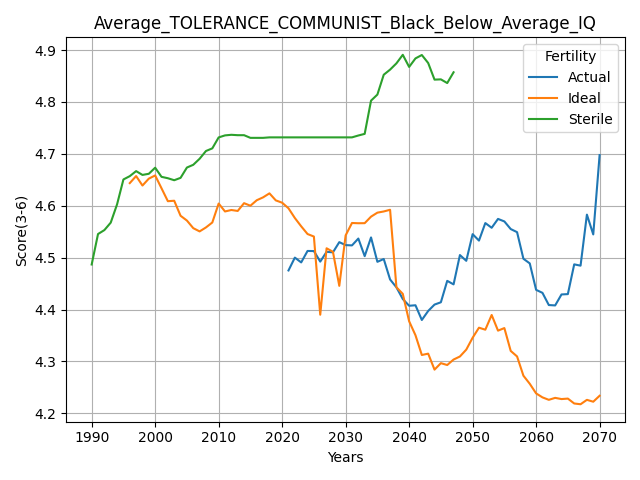 Average_TOLERANCE_COMMUNIST_Black_Below_Average_IQ
Fertility
Actual
Ideal
Sterile
Score(3-6)
4.9
4.8
4.7
4.6
4.5
4.4
4.3
4.2
1990 2000 2010 2020 2030 2040 2050 2060 2070
Years